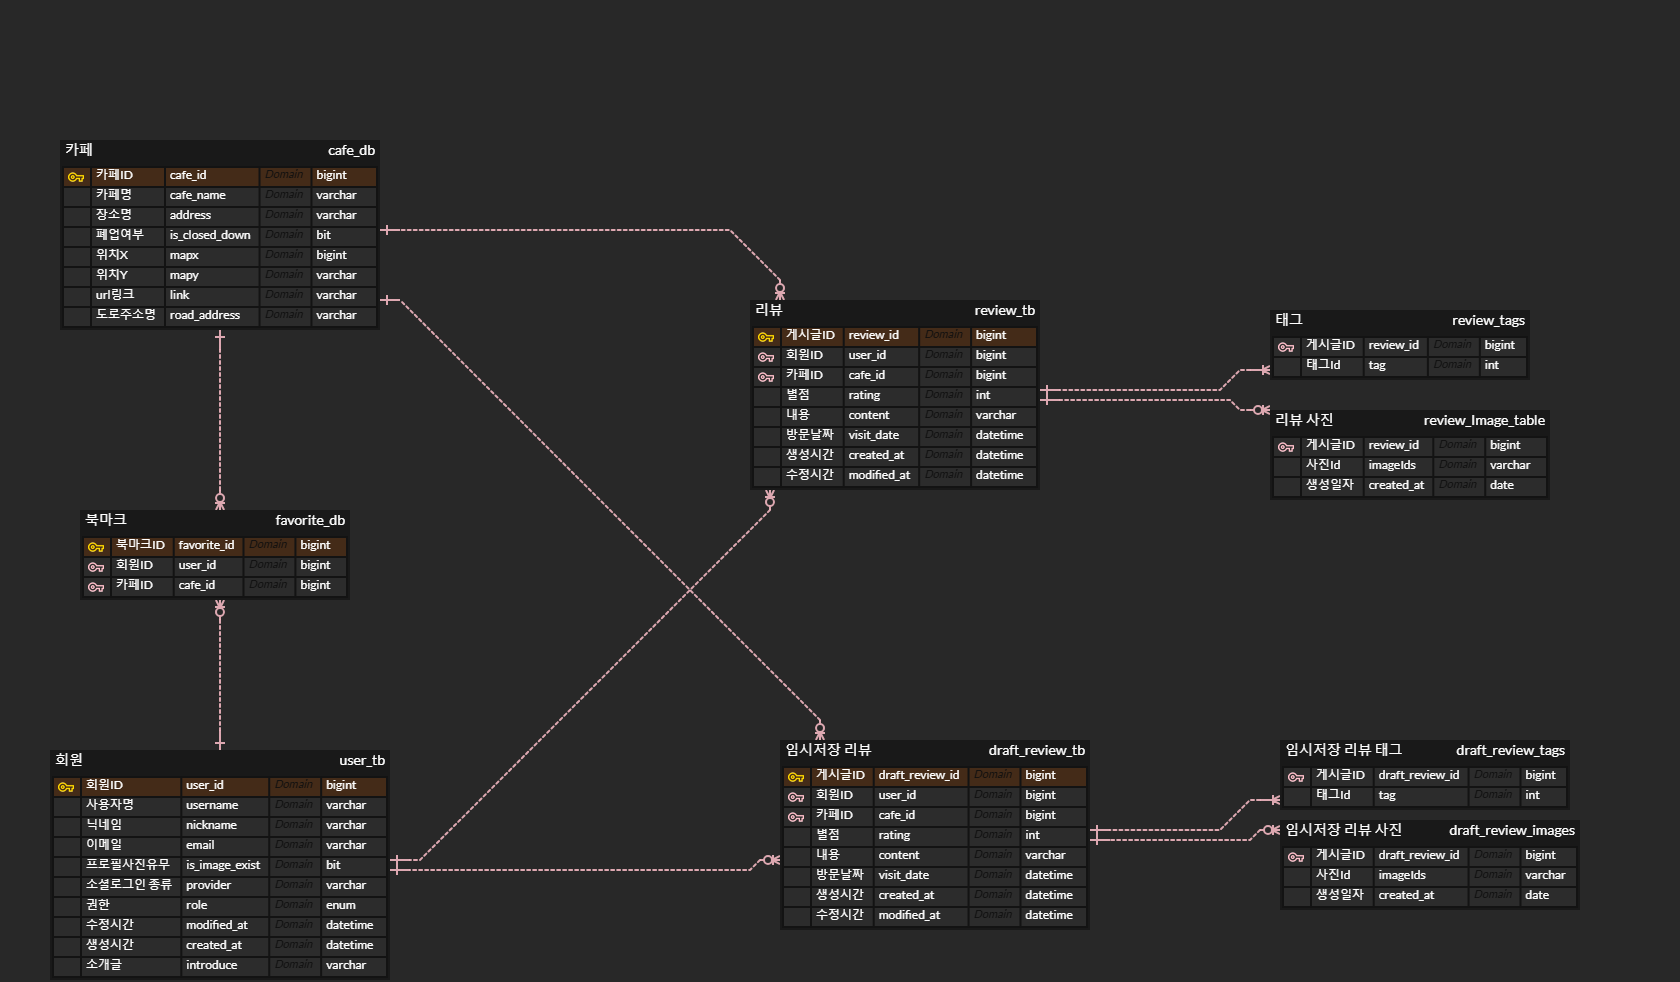 카페 cafe_db
카페ID cafe_id Domain bigint
카페명 cafe_name Domain varchar
장소명 address Domain varchar
폐업여부 is_closed_down Domain bit
위치X mapx Domain bigint
위치Y mapy Domain varchar
url링크 link Domain varchar
도로주소명 road_address Domain varchar
리뷰 review_tb
게시글ID review_id Domain bigint
회원ID user_id Domain bigint
카페ID cafe_id Domain bigint
별점 rating Domain int
내용 content Domain varchar
방문날짜 visit_date Domain datetime
생성시간 created_at Domain datetime
수정시간 modified_at Domain datetime
태그 review_tags
게시글ID review_id Domain bigint
태그Id tag Domain int
리뷰 사진 review_Image_table
게시글ID review_id Domain bigint
사진Id imageIds Domain varchar
생성일자 created_at Domain date
북마크 favorite_db
북마크ID favorite_id Domain bigint
회원ID user_id Domain bigint
카페ID cafe_id Domain bigint
회원 user_tb
회원ID user_id Domain bigint
사용자명 username Domain varchar
닉네임 nickname Domain varchar
이메일 email Domain varchar
프로필사진유무 is_image_exist Domain bit
소셜로그인 종류 provider Domain varchar
권한 role Domain enum
수정시간 modified_at Domain datetime
생성시간 created_at Domain datetime
소개글 introduce Domain varchar
임시저장 리뷰 draft_review_tb
게시글ID draft_review_id Domain bigint
회원ID user_id Domain bigint
카페ID cafe_id Domain bigint
별점 rating Domain int
내용 content Domain varchar
방문날짜 visit_date Domain datetime
생성시간 created_at Domain datetime
수정시간 modified_at Domain datetime
임시저장 리뷰 태그 draft_review_tags
게시글ID draft_review_id Domain bigint
태그Id tag Domain int
임시저장 리뷰 사진 draft_review_images
게시글ID draft_review_id Domain bigint
사진Id imageIds Domain varchar
생성일자 created_at Domain date